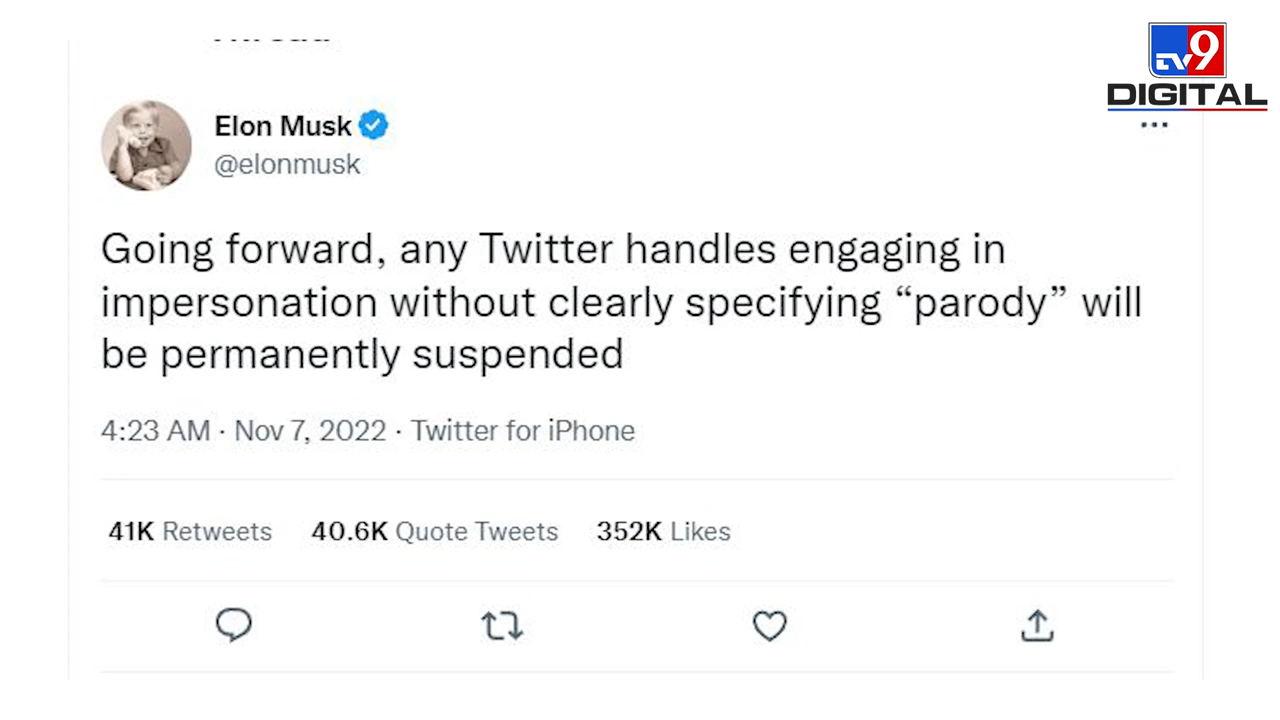 tv9
DIGITAL
Elon Musk
@elonmusk
Going forward, any Twitter handles engaging in
impersonation without clearly specifying “parody” will
be permanently suspended
4:23 AM · Nov 7, 2022 · Twitter for iPhone
41K Retweets 40.6K Quote Tweets 352K Likes